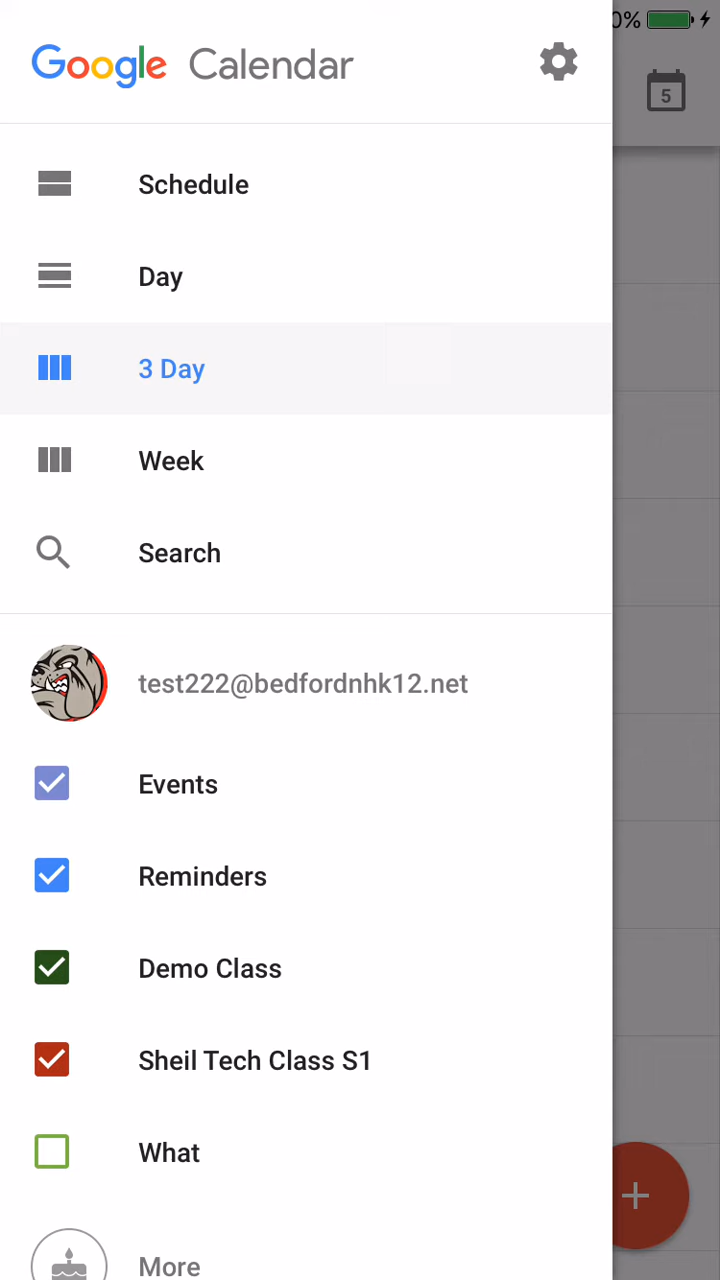 0%
Google Calendar
5
Schedule
Day
3 Day
Week
Search
test222@bedfordnhk12.net
Events
Reminders
Demo Class
Sheil Tech Class S1
What
More